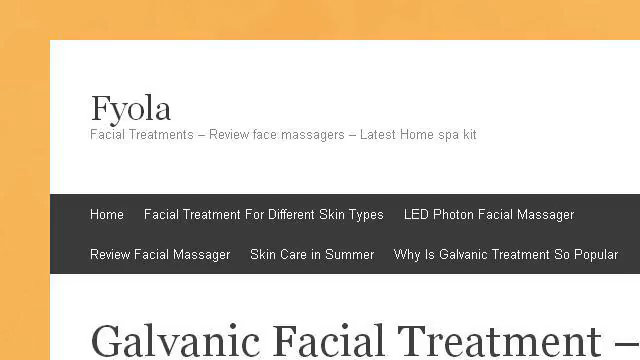 Fyola
Facial Treatments – Review face massagers – Latest Home spa kit
Home Facial Treatment For Different Skin Types LED Photon Facial Massager
Review Facial Massager Skin Care in Summer Why Is Galvanic Treatment So Popular
Galvanic Facial Treatment –